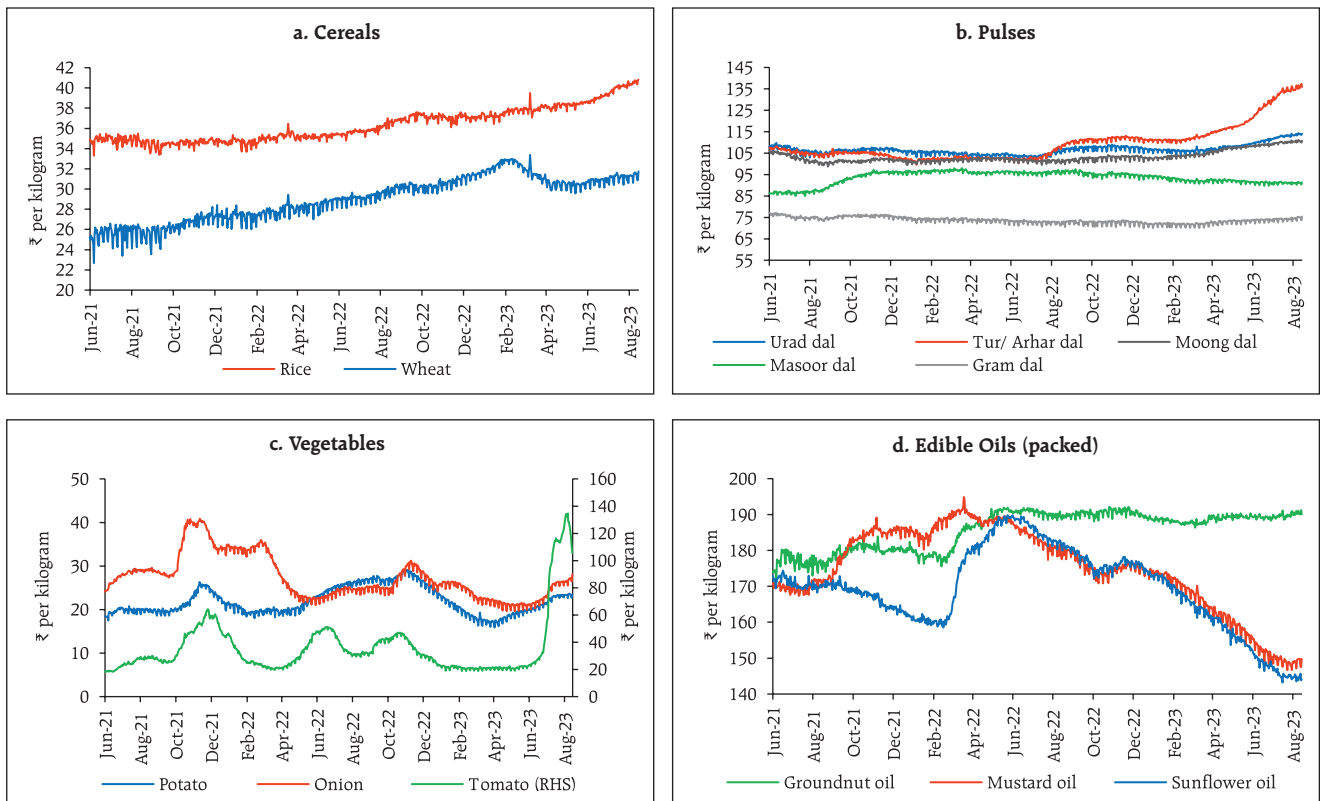 a. Cereals
42
40
38
36
34
32
30
28
26
24
22
20
₹ per kilogram
Jun-21
Aug-21
Oct-21
Dec-21
Feb-22
Apr-22
Jun-22
Aug-22
Oct-22
Dec-22
Feb-23
Apr-23
Jun-23
Aug-23
Rice
Wheat
b. Pulses
145
135
125
115
105
95
85
75
65
55
₹ per kilogram
Jun-21
Aug-21
Oct-21
Dec-21
Feb-22
Apr-22
Jun-22
Aug-22
Oct-22
Dec-22
Feb-23
Apr-23
Jun-23
Aug-23
Urad dal
Tur/ Arhar dal
Moong dal
Masoor dal
Gram dal
c. Vegetables
50
40
30
20
10
0
₹ per kilogram
160
140
120
100
80
60
40
20
0
₹ per kilogram
Jun-21
Aug-21
Oct-21
Dec-21
Feb-22
Apr-22
Jun-22
Aug-22
Oct-22
Dec-22
Feb-23
Apr-23
Jun-23
Aug-23
Potato
Onion
Tomato (RHS)
d. Edible Oils (packed)
200
190
180
170
160
150
140
₹ per kilogram
Jun-21
Aug-21
Oct-21
Dec-21
Feb-22
Apr-22
Jun-22
Aug-22
Oct-22
Dec-22
Feb-23
Apr-23
Jun-23
Aug-23
Groundnut oil
Mustard oil
Sunflower oil